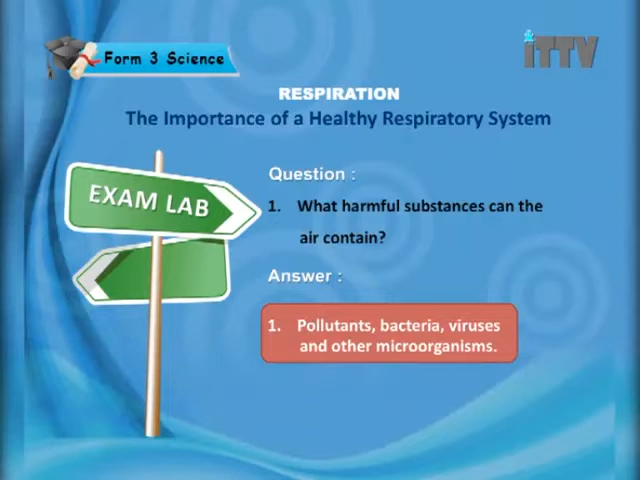 Form 3 Science
iTTV
RESPIRATION
The Importance of a Healthy Respiratory System
EXAM LAB
Question :
1. What harmful substances can the
air contain?
Answer :
1. Pollutants, bacteria, viruses
and other microorganisms.